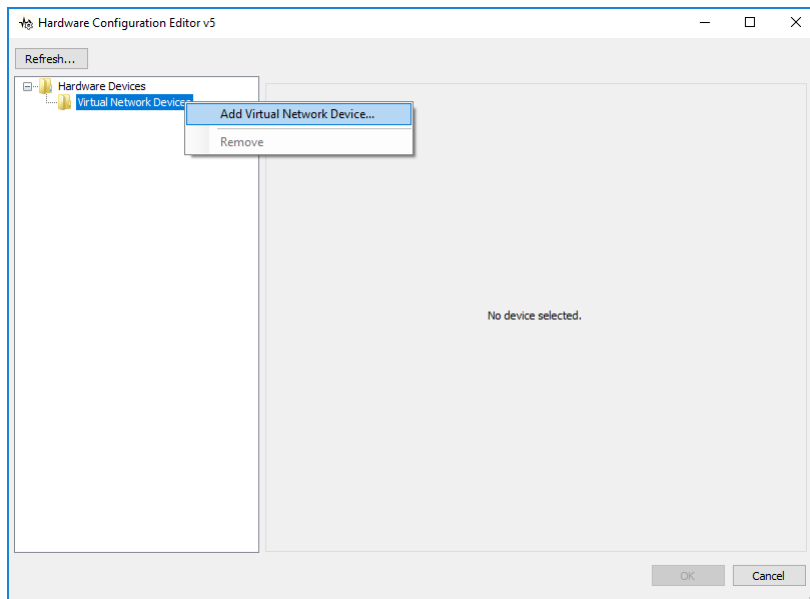 Hardware Configuration Editor v5
Refresh...
Hardware Devices
Virtual Network Devices
Add Virtual Network Device...
Remove
No device selected.
OK
Cancel